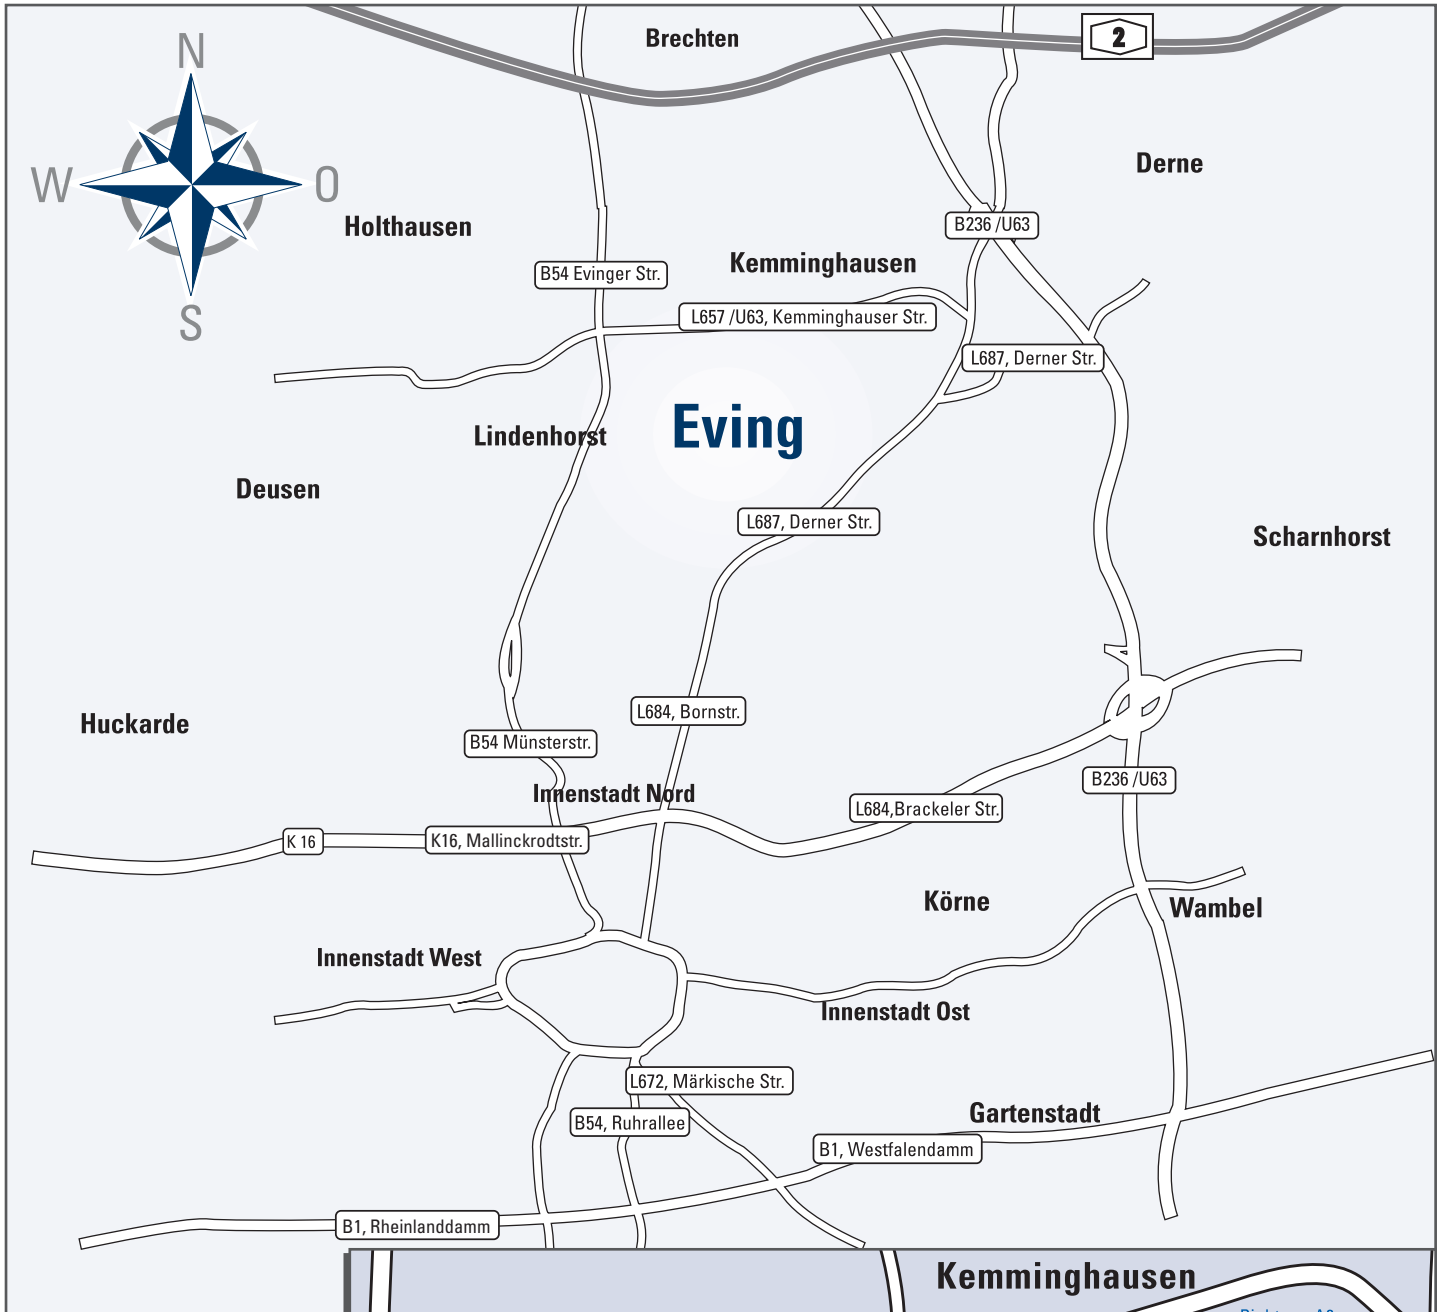 Brechten
2
N
W
O
S
Derne
Holthausen
B236 /U63
Kemminghausen
B54 Evinger Str.
L657 /U63, Kemminghauser Str.
L687, Derner Str.
Eving
Lindenhorst
Deusen
L687, Derner Str.
Scharnhorst
L684, Bornstr.
Huckarde
B54 Münsterstr.
B236 /U63
Innenstadt Nord
L684,Brackeler Str.
K 16
K16, Mallinckrodtstr.
Körne
Wambel
Innenstadt West
Innenstadt Ost
L672, Märkische Str.
Gartenstadt
B54, Ruhrallee
B1, Westfalendamm
B1, Rheinlanddamm
Kemminghausen